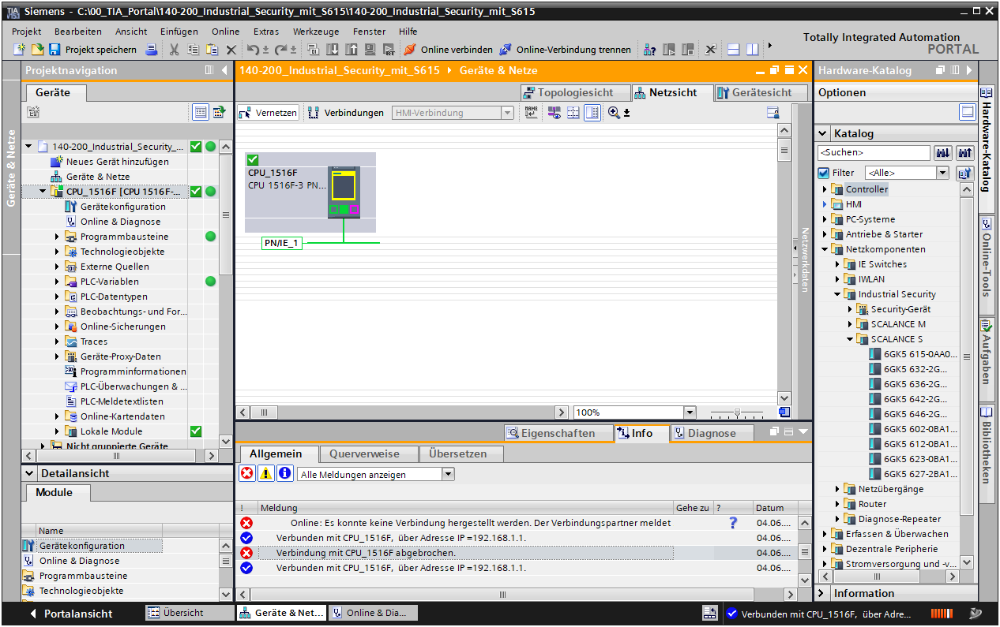 Siemens - C:\00_TIA_Portal\140-200_Industrial_Security_mit_S615\140-200_Industrial_Security_mit_S615
Projekt Bearbeiten Ansicht Einfügen Online Extras Werkzeuge Fenster Hilfe
Totally Integrated Automation
PORTAL
Projekt speichern Online verbinden Online-Verbindung trennen
Projektnavigation
Geräte
Geräte & Netze
140-200_Industrial_Security_...
Neues Gerät hinzufügen
Geräte & Netze
CPU_1516F [CPU 1516F-...
Gerätekonfiguration
Online & Diagnose
Programmbausteine
Technologieobjekte
Externe Quellen
PLC-Variablen
PLC-Datentypen
Beobachtungs- und For...
Online-Sicherungen
Traces
Geräte-Proxy-Daten
Programminformationen
PLC-Überwachungen & ...
PLC-Meldetextlisten
Online-Kartendaten
Lokale Module
Nicht gruppierte Geräte
Detailansicht
Module
Name
Gerätekonfiguration
Online & Diagnose
Programmbausteine
Technologieobjekte
140-200_Industrial_Security_mit_S615 Geräte & Netze
Topologiesicht Netzsicht Gerätesicht
Vernetzen Verbindungen HMI-Verbindung
CPU_1516F
CPU 1516F-3 PN...
PN/IE_1
Netzwerkdaten
100%
Eigenschaften Info Diagnose
Allgemein Querverweise Übersetzen
Alle Meldungen anzeigen
! Meldung Gehe zu ? Datum
Online: Es konnte keine Verbindung hergestellt werden. Der Verbindungspartner meldet ? 04.06....
Verbunden mit CPU_1516F, über Adresse IP =192.168.1.1. 04.06....
Verbindung mit CPU_1516F abgebrochen. 04.06....
Verbunden mit CPU_1516F, über Adresse IP =192.168.1.1. 04.06....
Hardware-Katalog
Optionen
Katalog
<Suchen>
Filter <Alle>
Controller
HMI
PC-Systeme
Antriebe & Starter
Netzkomponenten
IE Switches
IWLAN
Industrial Security
Security-Gerät
SCALANCE M
SCALANCE S
6GK5 615-0AA0...
6GK5 632-2G...
6GK5 636-2G...
6GK5 642-2G...
6GK5 646-2G...
6GK5 602-0BA1...
6GK5 612-0BA1...
6GK5 623-0BA1...
6GK5 627-2BA1...
Netzübergänge
Router
Diagnose-Repeater
Erfassen & Überwachen
Dezentrale Peripherie
Stromversorgung und -v...
Information
Hardware-Katalog
Online-Tools
Aufgaben
Bibliotheken
Portalansicht Übersicht Geräte & Net... Online & Dia... Verbunden mit CPU_1516F, über Adre...